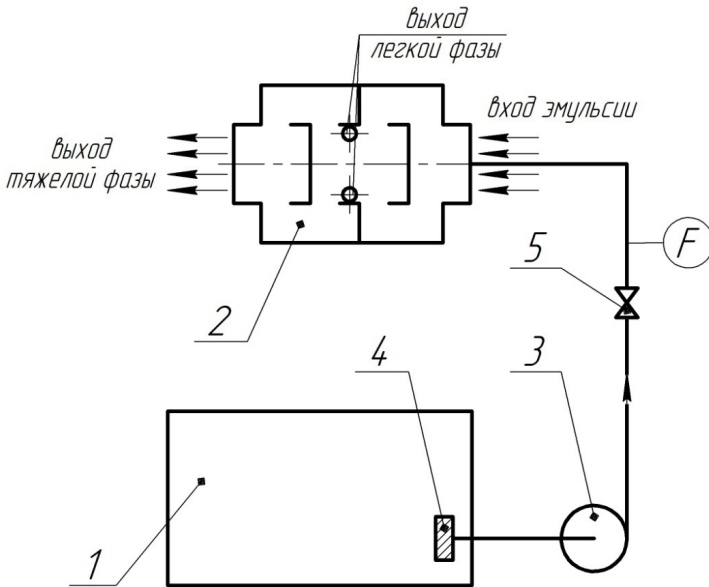 выход
легкой фазы
вход эмульсии
выход
тяжелой фазы
F
5
2
4
3
1